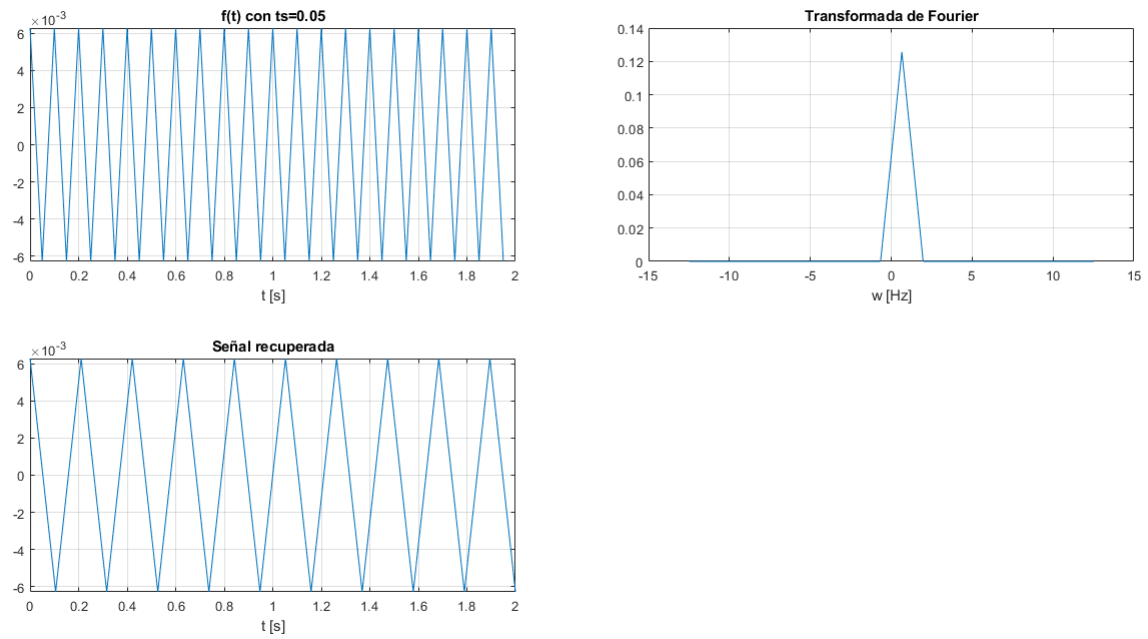 f(t) con ts=0.05
×10-3
6
4
2
0
-2
-4
-6
0 0.2 0.4 0.6 0.8 1 1.2 1.4 1.6 1.8 2
t [s]
Transformada de Fourier
0.14
0.12
0.1
0.08
0.06
0.04
0.02
0
-15 -10 -5 0 5 10 15
w [Hz]
Señal recuperada
×10-3
6
4
2
0
-2
-4
-6
0 0.2 0.4 0.6 0.8 1 1.2 1.4 1.6 1.8 2
t [s]